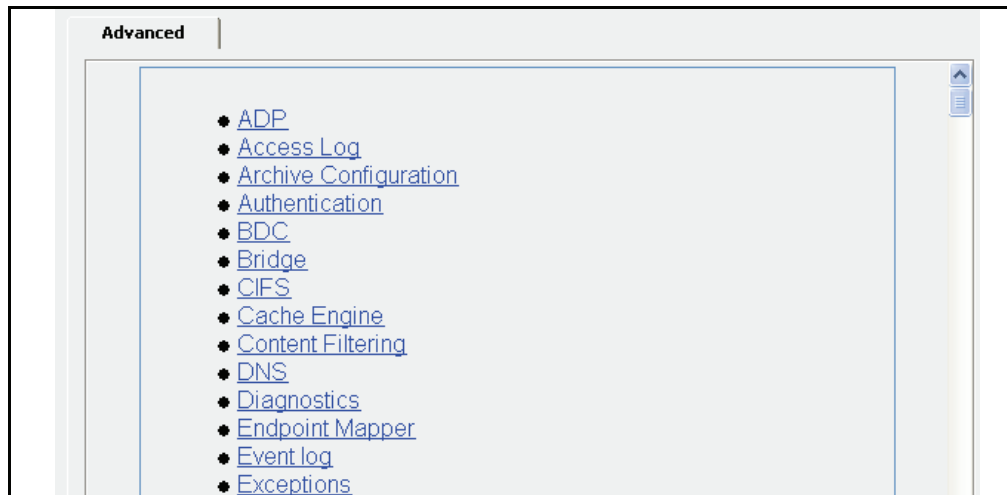 Advanced
ADP
Access Log
Archive Configuration
Authentication
BDC
Bridge
CIFS
Cache Engine
Content Filtering
DNS
Diagnostics
Endpoint Mapper
Event log
Exceptions